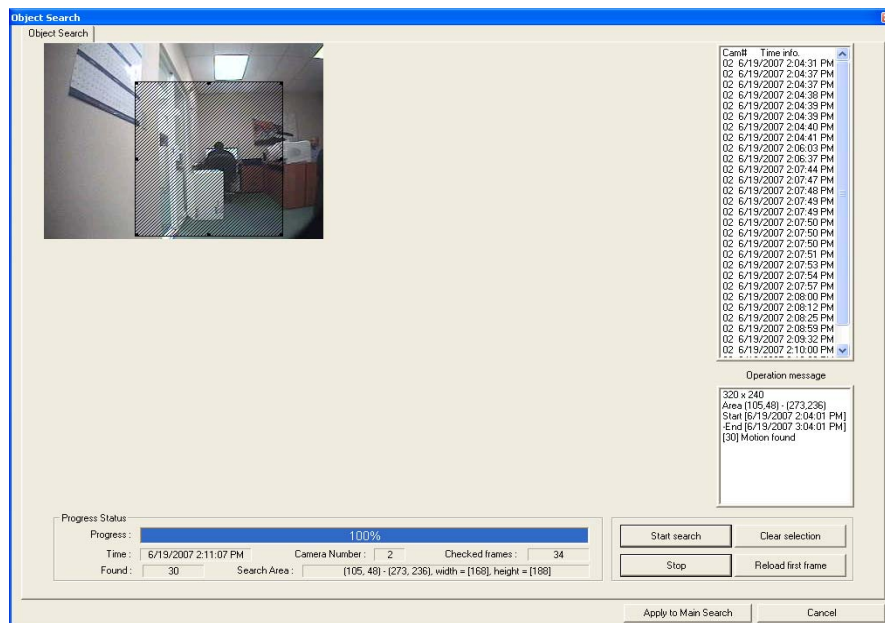 Object Search
Object Search
Cam# Time info.
02 6/19/2007 2:04:31 PM
02 6/19/2007 2:04:37 PM
02 6/19/2007 2:04:37 PM
02 6/19/2007 2:04:38 PM
02 6/19/2007 2:04:39 PM
02 6/19/2007 2:04:39 PM
02 6/19/2007 2:04:40 PM
02 6/19/2007 2:04:41 PM
02 6/19/2007 2:06:03 PM
02 6/19/2007 2:06:37 PM
02 6/19/2007 2:07:44 PM
02 6/19/2007 2:07:47 PM
02 6/19/2007 2:07:48 PM
02 6/19/2007 2:07:49 PM
02 6/19/2007 2:07:49 PM
02 6/19/2007 2:07:50 PM
02 6/19/2007 2:07:50 PM
02 6/19/2007 2:07:50 PM
02 6/19/2007 2:07:51 PM
02 6/19/2007 2:07:53 PM
02 6/19/2007 2:07:54 PM
02 6/19/2007 2:07:57 PM
02 6/19/2007 2:08:00 PM
02 6/19/2007 2:08:12 PM
02 6/19/2007 2:08:25 PM
02 6/19/2007 2:08:59 PM
02 6/19/2007 2:09:32 PM
02 6/19/2007 2:10:00 PM
Operation message
320 x 240
Area (105,48) - (273,236)
Start [6/19/2007 2:04:01 PM]
-End [6/19/2007 3:04:01 PM]
[30] Motion found
Progress Status
Progress : 100%
Time : 6/19/2007 2:11:07 PM Camera Number : 2 Checked frames : 34
Found : 30 Search Area : (105, 48) - (273, 236), width = [168], height = [188]
Start search Clear selection
Stop Reload first frame
Apply to Main Search Cancel